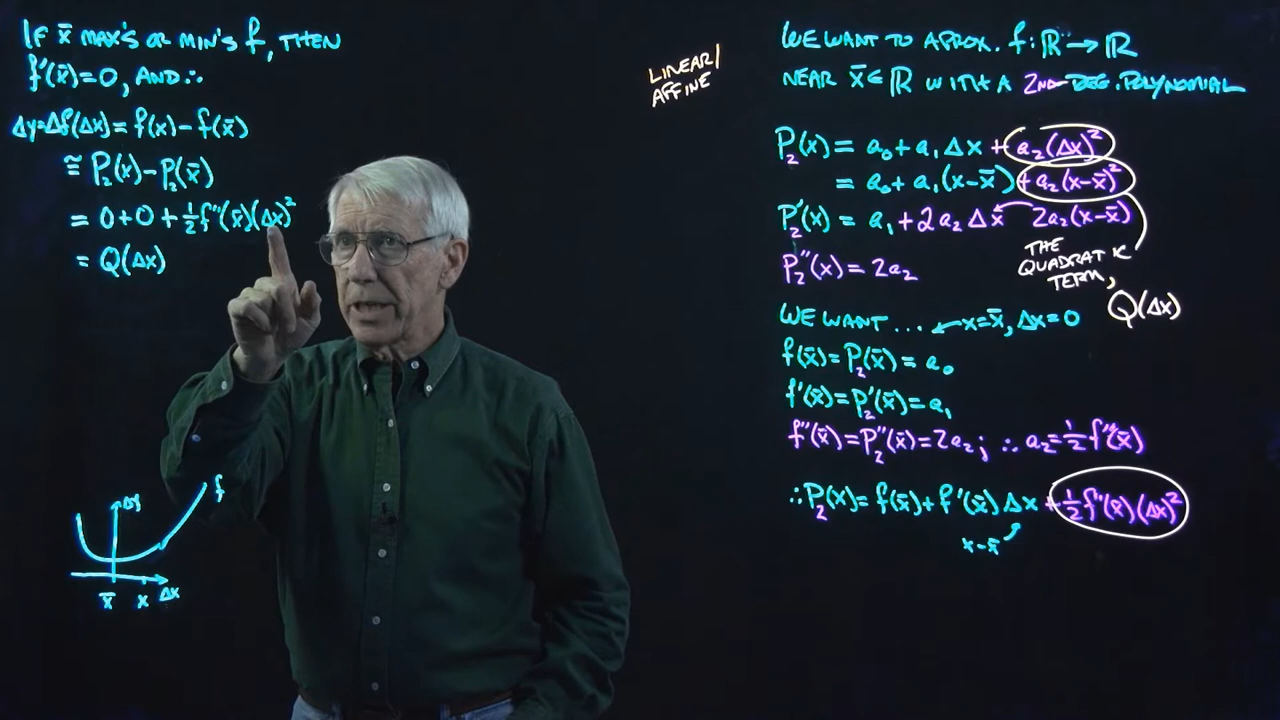 IF x̄ MAX'S OR MIN'S f, THEN
f'(x̄)=0, AND ∴
Δy=Δf(Δx)= f(x)-f(x̄)
≅ P₂(x)-P₂(x̄)
= 0+0+½f''(x̄)(Δx)²
= Q(Δx)
Δy
f
x̄ x Δx
LINEAR/
AFFINE
WE WANT TO APPROX. f: ℝ → ℝ
NEAR x̄ ∈ ℝ WITH A 2ND-DEG. POLYNOMIAL
P₂(x) = a₀ + a₁Δx + a₂(Δx)²
= a₀ + a₁(x-x̄) + a₂(x-x̄)²
P₂'(x) = a₁ + 2a₂Δx 2a₂(x-x̄)
P₂''(x) = 2a₂
THE
QUADRATIC
TERM,
Q(Δx)
WE WANT... x=x̄, Δx=0
f(x̄)=P₂(x̄)=a₀
f'(x̄)=P₂'(x̄)=a₁
f''(x̄)=P₂''(x̄)=2a₂; ∴ a₂=½f''(x̄)
∴ P₂(x)= f(x̄)+f'(x̄)Δx +½f''(x̄)(Δx)²
x-x̄